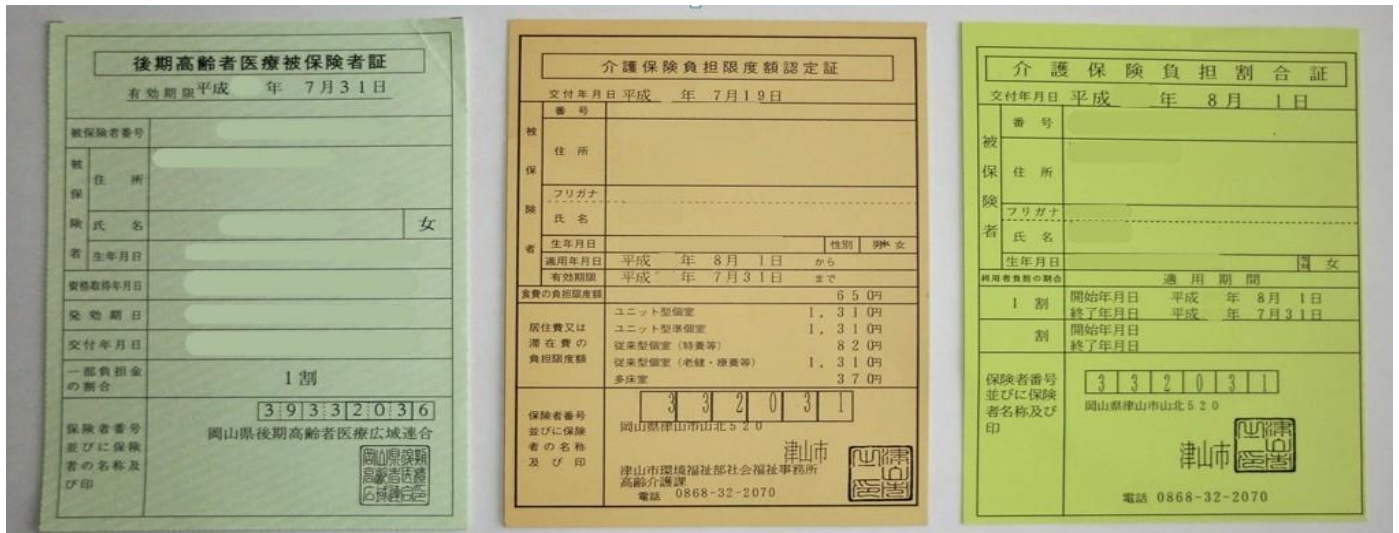 後期高齢者医療被保険者証
有効期限 平成 年 7月31日
被保険者番号
被保険者
住所
氏名
女
生年月日
資格取得年月日
発効期日
交付年月日
一部負担金の割合
1割
保険者番号並びに保険者の名称及び印
39332036
岡山県後期高齢者医療広域連合
介護保険負担限度額認定証
交付年月日 平成 年 7月19日
被保険者
番号
住所
フリガナ
氏名
生年月日
性別
女
適用年月日 平成 年 8月 1日 から
有効期限 平成 年 7月31日 まで
食費の負担限度額 650円
居住費又は滞在費の負担限度額
ユニット型個室 1,310円
ユニット型準個室 1,310円
従来型個室(特養等) 820円
従来型個室(老健・療養等) 1,310円
多床室 370円
保険者番号並びに保険者の名称及び印
332031
岡山県津山市山北520
津山市
津山市環境福祉部社会福祉事務所
高齢介護課
電話 0868-32-2070
介護保険負担割合証
交付年月日 平成 年 8月 1日
被保険者
番号
住所
フリガナ
氏名
生年月日
女
利用者負担の割合
適用期間
1割
開始年月日 平成 年 8月 1日
終了年月日 平成 年 7月31日
割
開始年月日
終了年月日
保険者番号並びに保険者名称及び印
332031
岡山県津山市山北520
津山市
電話 0868-32-2070